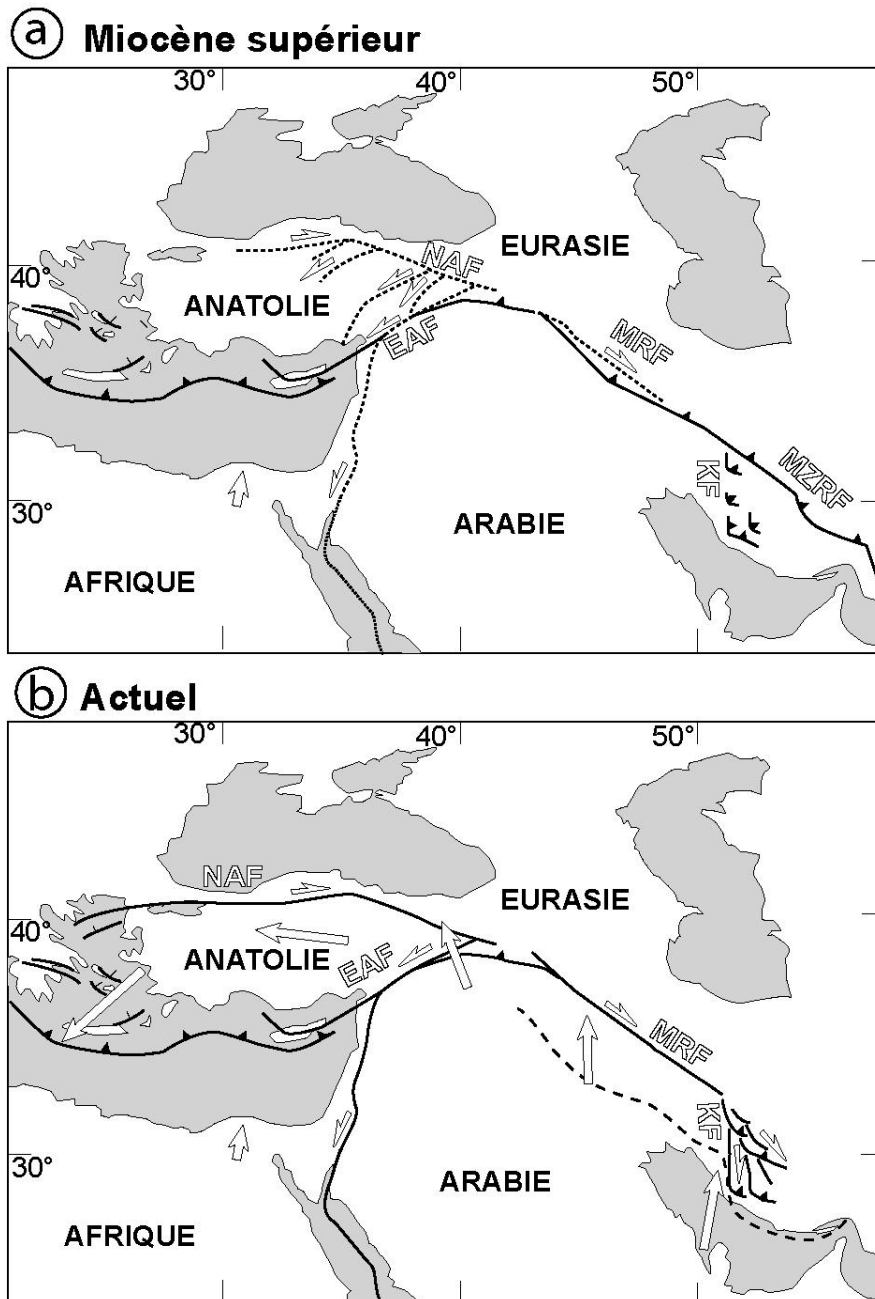 a Miocène supérieur
30° 40° 50°
EURASIE
NAF
40°
ANATOLIE
EAF
MRF
KF
MZRF
30°
ARABIE
AFRIQUE
b Actuel
30° 40° 50°
NAF
EURASIE
40°
ANATOLIE
EAF
MRF
KF
30°
ARABIE
AFRIQUE